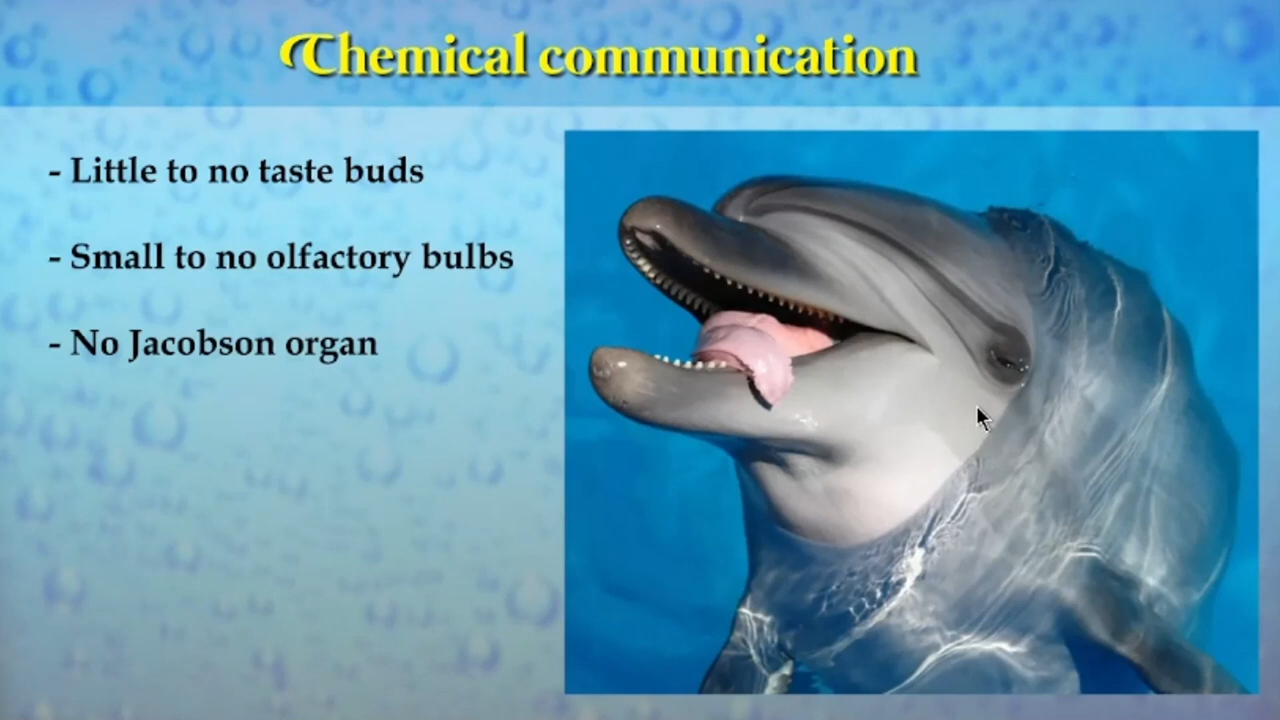 Chemical communication
- Little to no taste buds
- Small to no olfactory bulbs
- No Jacobson organ